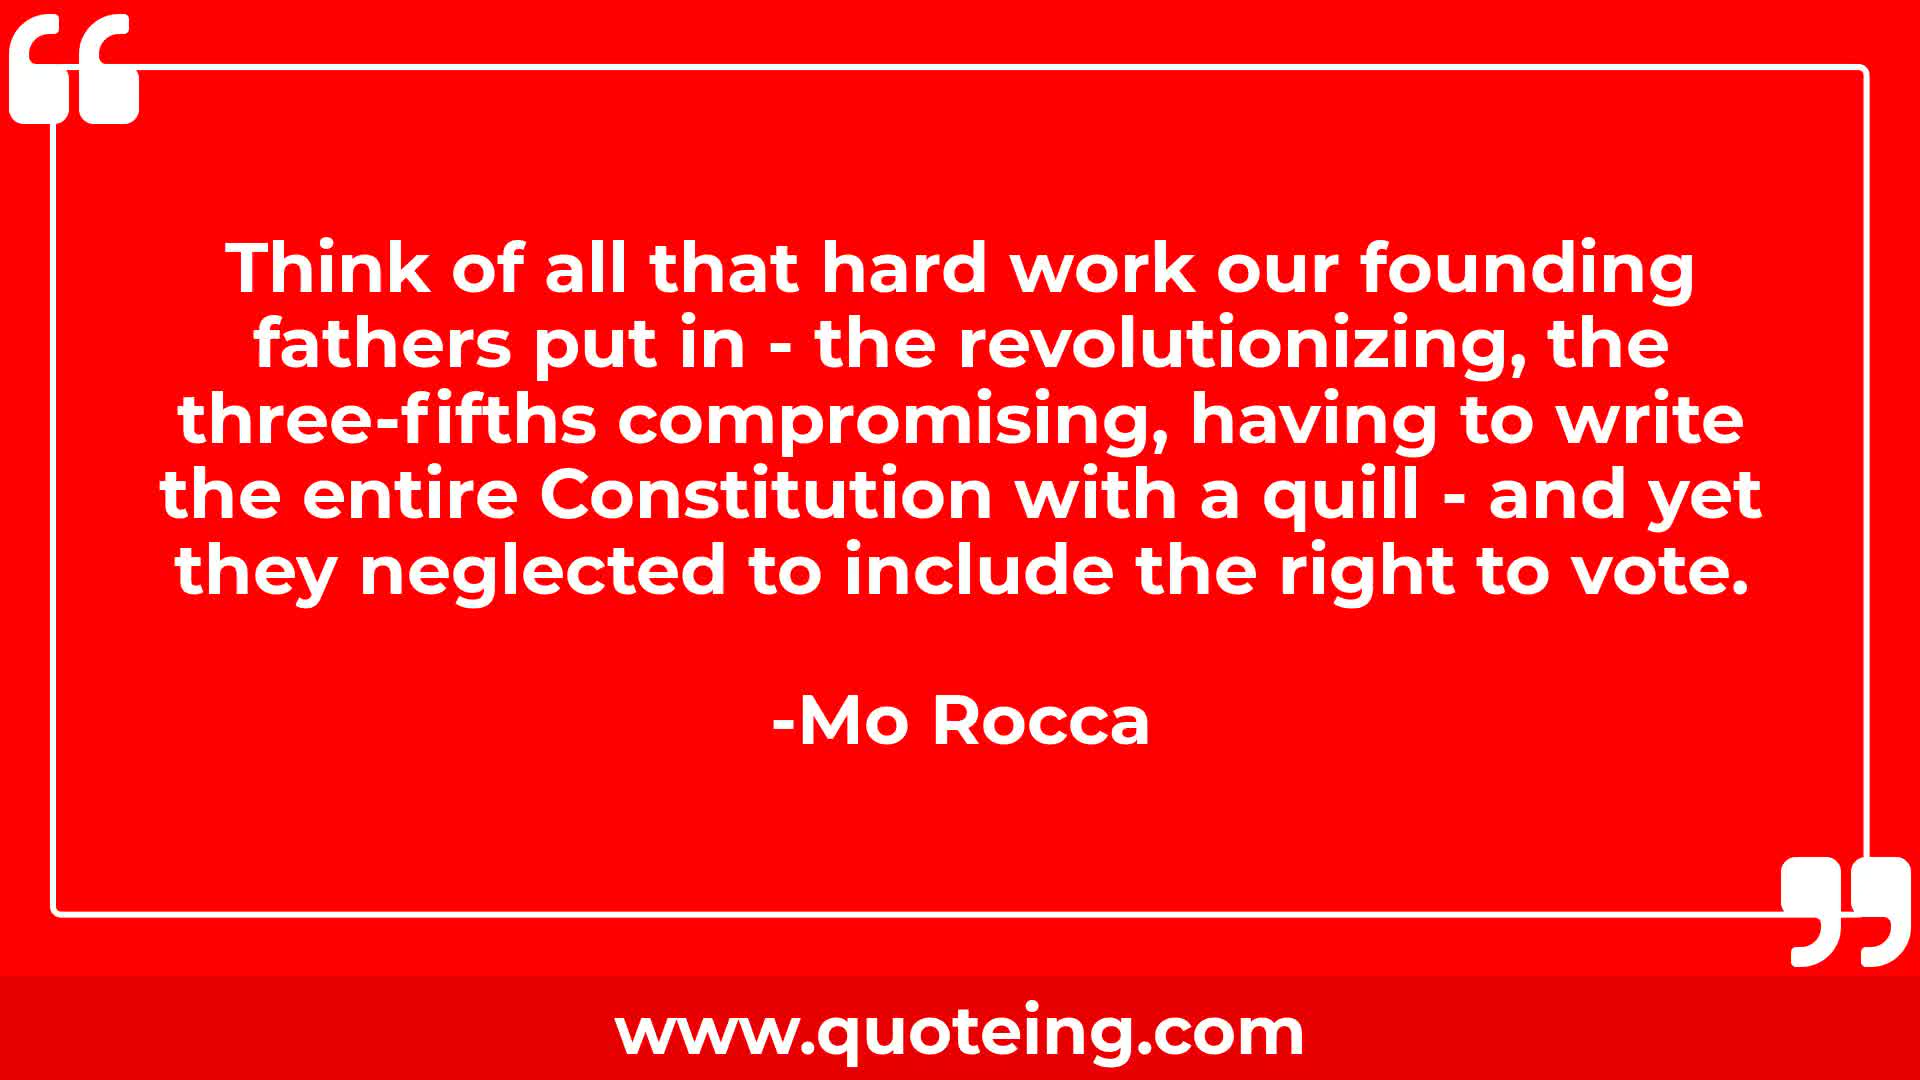 Think of all that hard work our founding
fathers put in - the revolutionizing, the
three-fifths compromising, having to write
the entire Constitution with a quill - and yet
they neglected to include the right to vote.
-Mo Rocca
www.quoteing.com